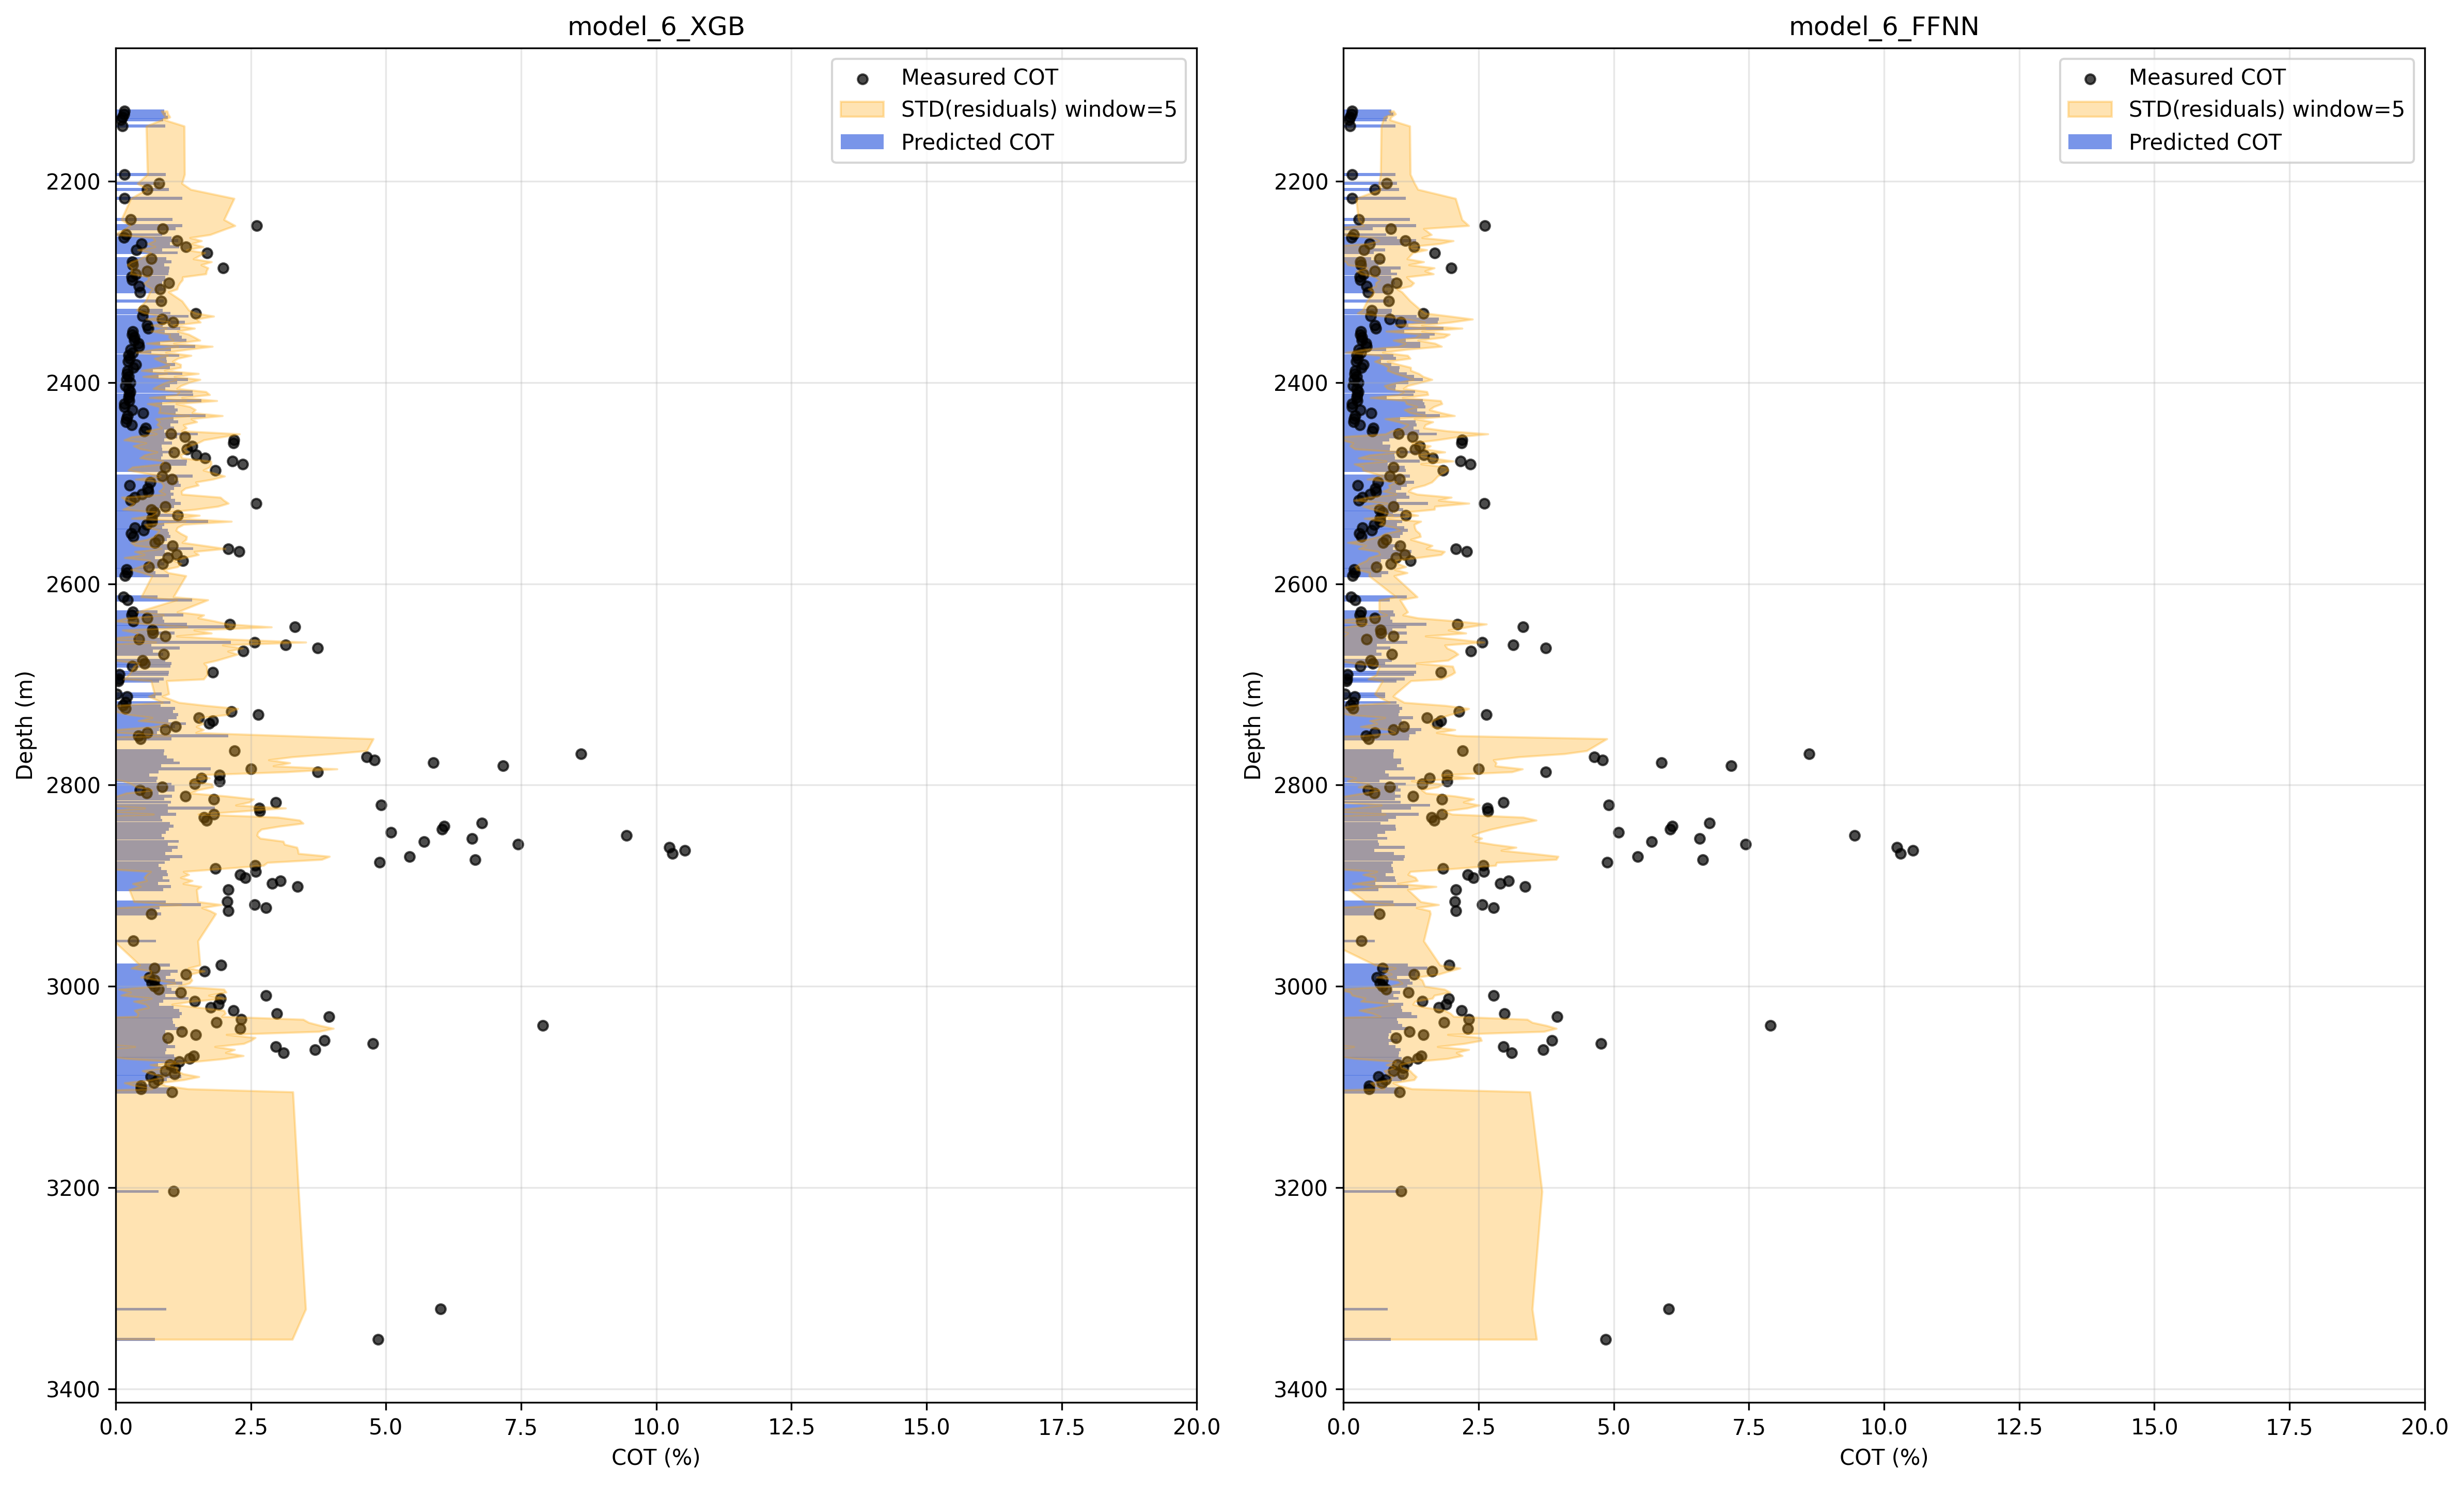 model_6_XGB
Measured COT
STD(residuals) window=5
Predicted COT
Depth (m)
2200
2400
2600
2800
3000
3200
3400
0.0 2.5 5.0 7.5 10.0 12.5 15.0 17.5 20.0
COT (%)
model_6_FFNN
Measured COT
STD(residuals) window=5
Predicted COT
Depth (m)
2200
2400
2600
2800
3000
3200
3400
0.0 2.5 5.0 7.5 10.0 12.5 15.0 17.5 20.0
COT (%)